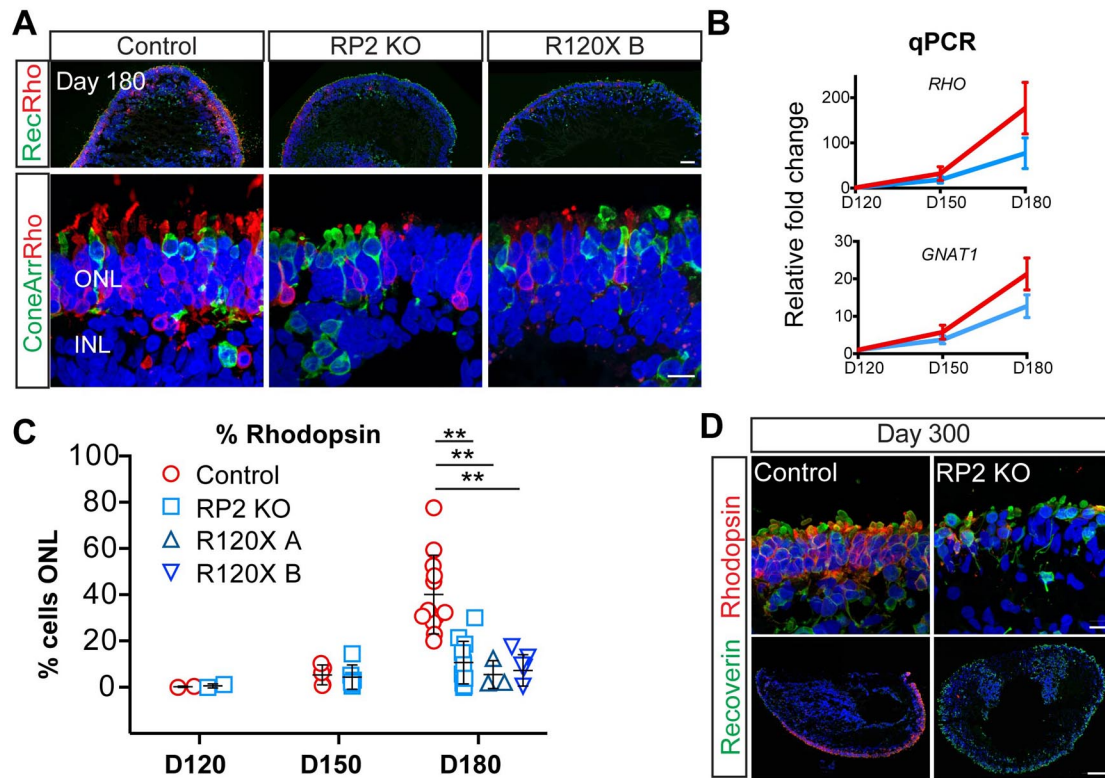 A
Control
RP2 KO
R120X B
RecRho
Day 180
ConeArrRho
ONL
INL
B
qPCR
Relative fold change
RHO
200
100
0
D120
D150
D180
GNAT1
30
20
10
0
D120
D150
D180
C
% Rhodopsin
% cells ONL
100
80
60
40
20
0
Control
RP2 KO
R120X A
R120X B
**
**
**
D120
D150
D180
D
Day 300
Control
RP2 KO
Rhodopsin
Recoverin